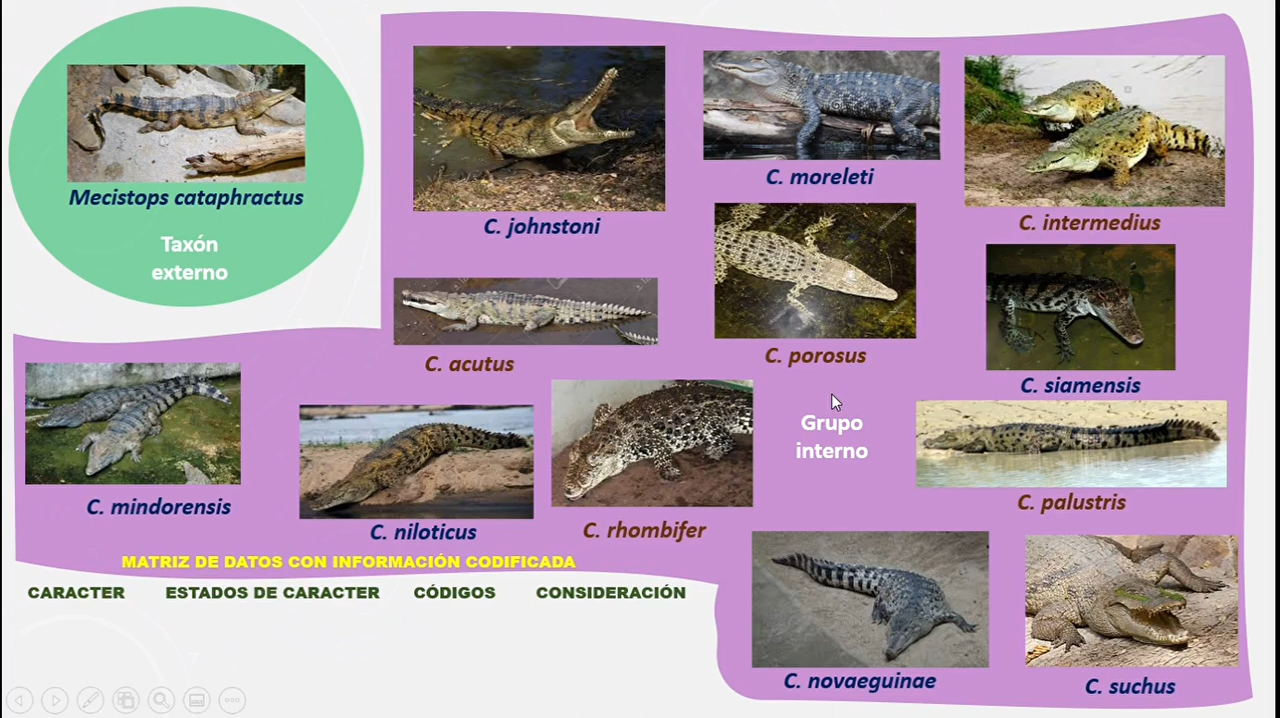 Mecistops cataphractus
Taxón
externo
C. johnstoni
C. moreleti
C. intermedius
C. acutus
C. porosus
C. siamensis
Grupo
interno
C. mindorensis
C. niloticus
C. rhombifer
C. palustris
MATRIZ DE DATOS CON INFORMACIÓN CODIFICADA
CARACTER ESTADOS DE CARACTER CÓDIGOS CONSIDERACIÓN
C. novaeguinae
C. suchus